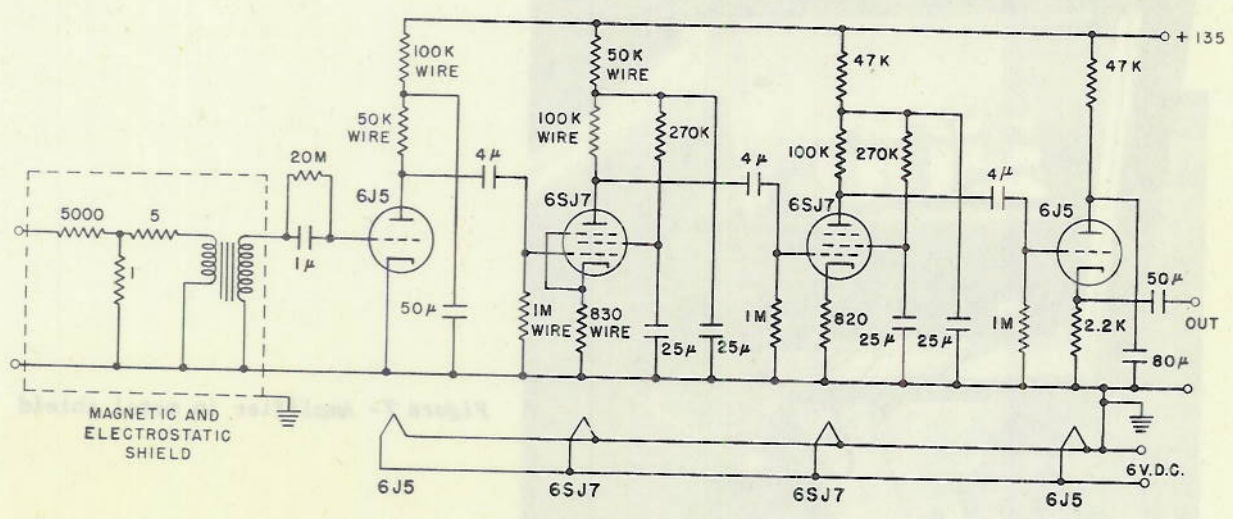 100K
WIRE
50K
WIRE
47K
47K
+ 135
50K
WIRE
100K
WIRE
270K
100K
270K
20M
4μ
4μ
4μ
6J5
6SJ7
6SJ7
6J5
5000
5
1
1μ
50μ
1M
WIRE
830
WIRE
25μ
25μ
1M
820
25μ
25μ
1M
2.2K
50μ
OUT
80μ
MAGNETIC AND
ELECTROSTATIC
SHIELD
6J5
6SJ7
6SJ7
6J5
6V.D.C.